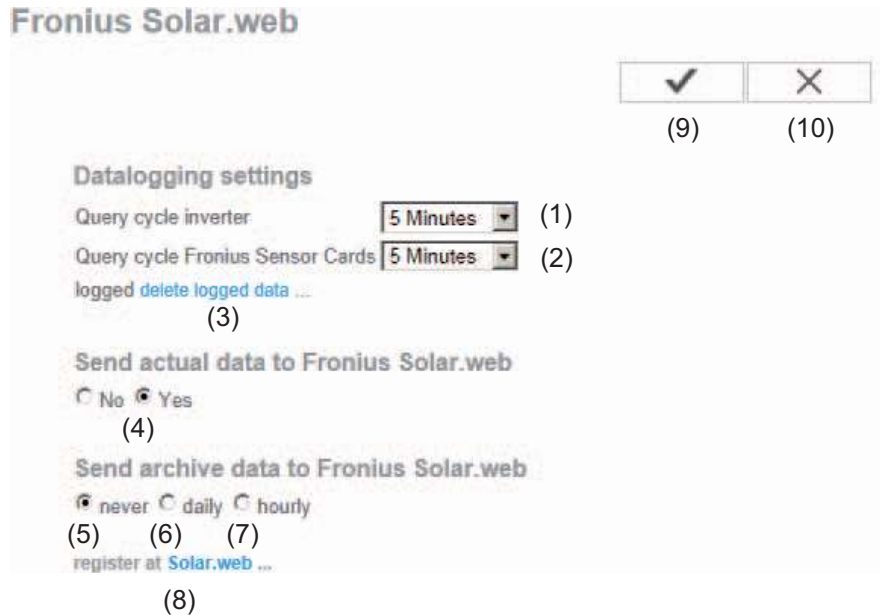 Fronius Solar.web
(9) (10)
Datalogging settings
Query cycle inverter 5 Minutes (1)
Query cycle Fronius Sensor Cards 5 Minutes (2)
logged delete logged data ...
(3)
Send actual data to Fronius Solar.web
No Yes
(4)
Send archive data to Fronius Solar.web
never daily hourly
(5) (6) (7)
register at Solar.web ...
(8)